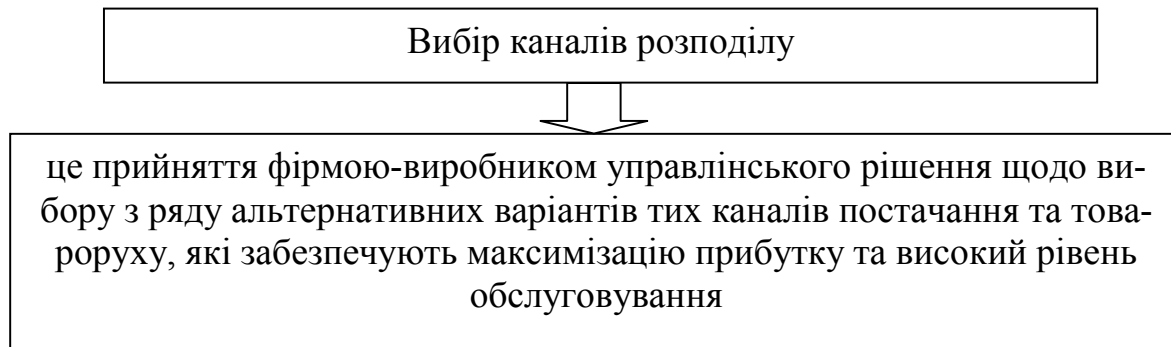 Вибір каналів розподілу
це прийняття фірмою-виробником управлінського рішення щодо ви-
бору з ряду альтернативних варіантів тих каналів постачання та това-
роруху, які забезпечують максимізацію прибутку та високий рівень
обслуговування